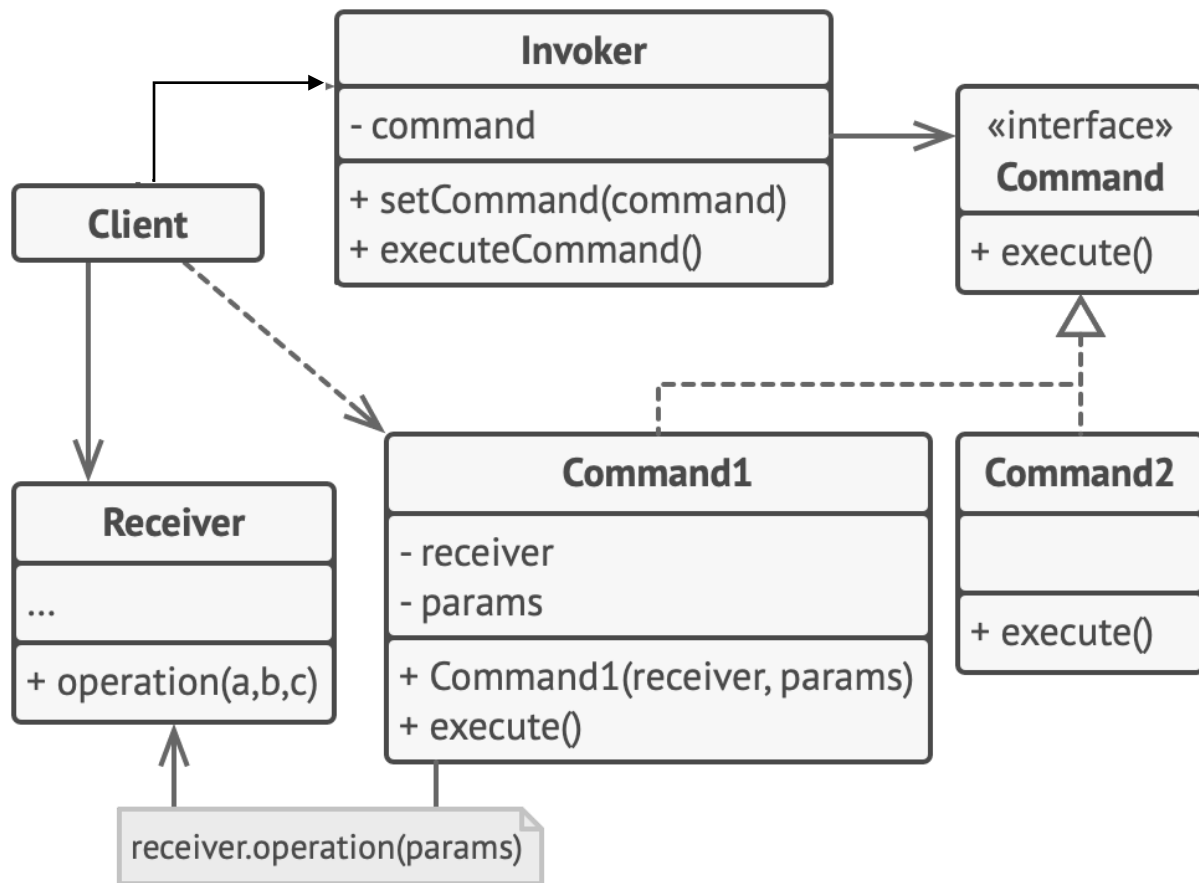 Invoker
- command
+ setCommand(command)
+ executeCommand()
«interface»
Command
+ execute()
Client
Receiver
...
+ operation(a,b,c)
Command1
- receiver
- params
+ Command1(receiver, params)
+ execute()
Command2
+ execute()
receiver.operation(params)